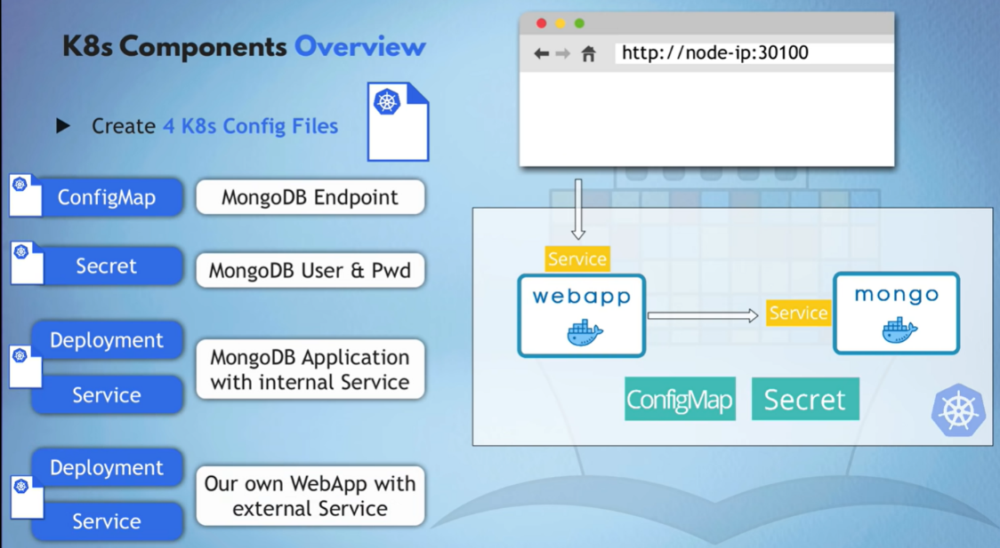 K8s Components Overview
▶ Create 4 K8s Config Files
ConfigMap
MongoDB Endpoint
Secret
MongoDB User & Pwd
Deployment
Service
MongoDB Application
with internal Service
Deployment
Service
Our own WebApp with
external Service
http://node-ip:30100
Service
webapp
Service
mongo
ConfigMap
Secret